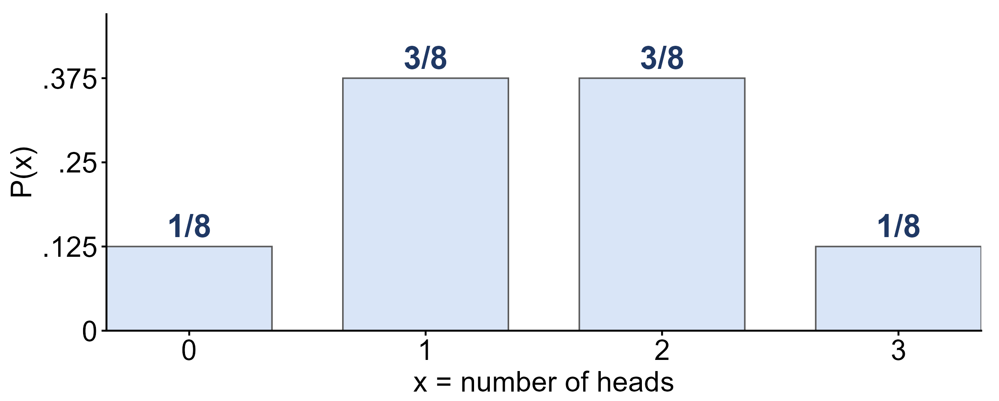 3/8 3/8
.375
P(x)
.25
1/8 1/8
.125
0
0 1 2 3
x = number of heads